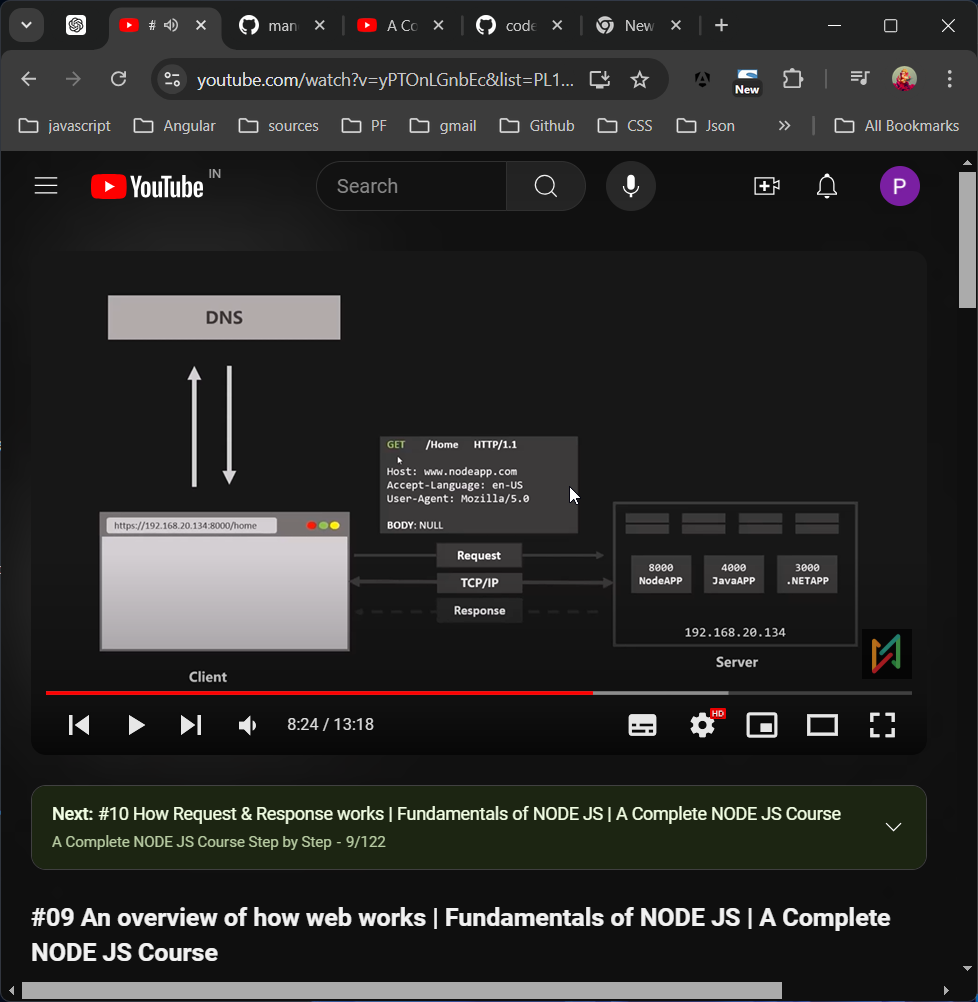 # man A Co code New
youtube.com/watch?v=yPTOnLGnbEc&list=PL1...
New
javascript Angular sources PF gmail Github CSS Json » All Bookmarks
YouTube IN
Search
P
DNS
GET /Home HTTP/1.1
Host: www.nodeapp.com
Accept-Language: en-US
User-Agent: Mozilla/5.0
BODY: NULL
https://192.168.20.134:8000/home
Request
TCP/IP
Response
8000 NodeAPP
4000 JavaAPP
3000 .NETAPP
192.168.20.134
Client
Server
8:24 / 13:18
HD
Next: #10 How Request & Response works | Fundamentals of NODE JS | A Complete NODE JS Course
A Complete NODE JS Course Step by Step - 9/122
#09 An overview of how web works | Fundamentals of NODE JS | A Complete
NODE JS Course